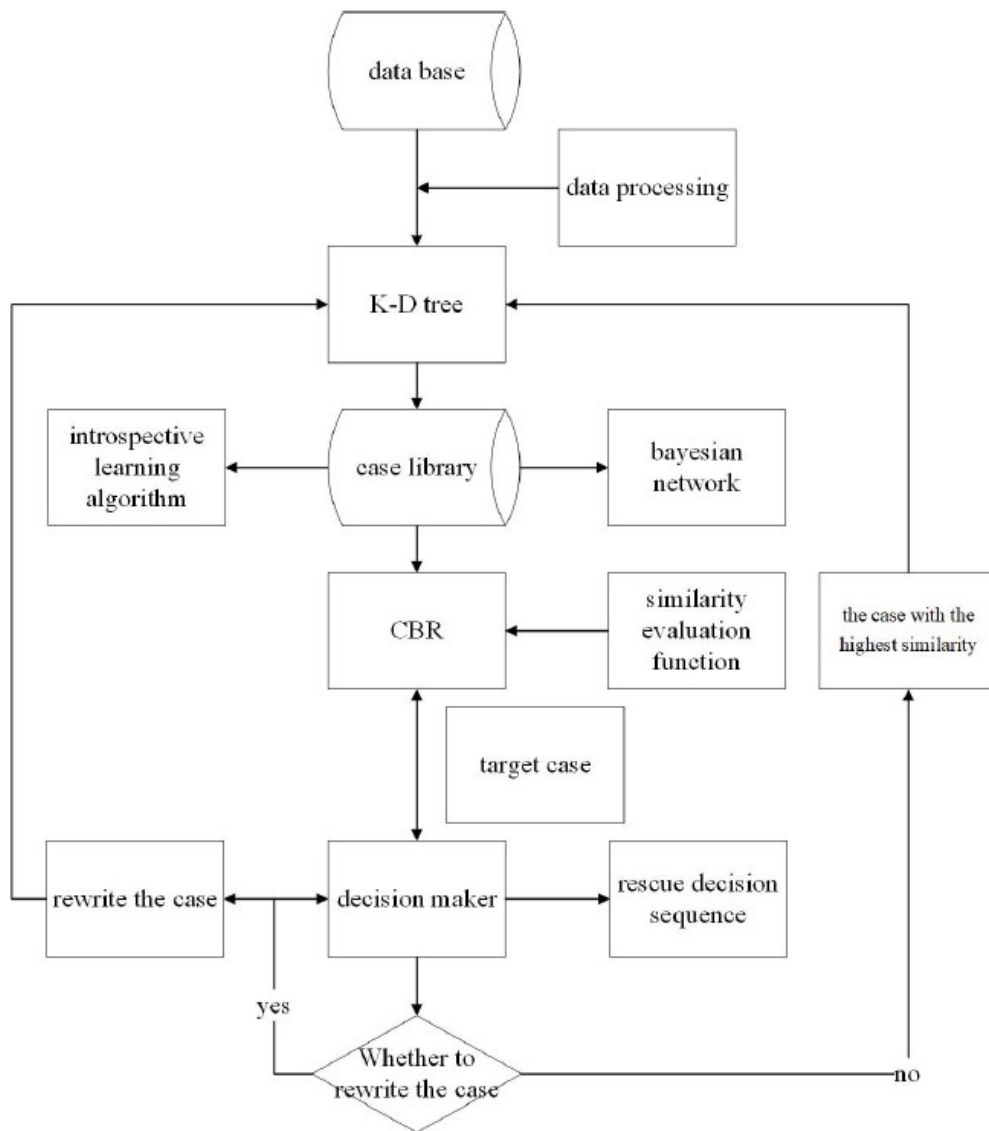 data base
data processing
K-D tree
introspective
learning
algorithm
case library
bayesian
network
CBR
similarity
evaluation
function
the case with the
highest similarity
target case
rewrite the case
decision maker
rescue decision
sequence
yes
Whether to
rewrite the case
no